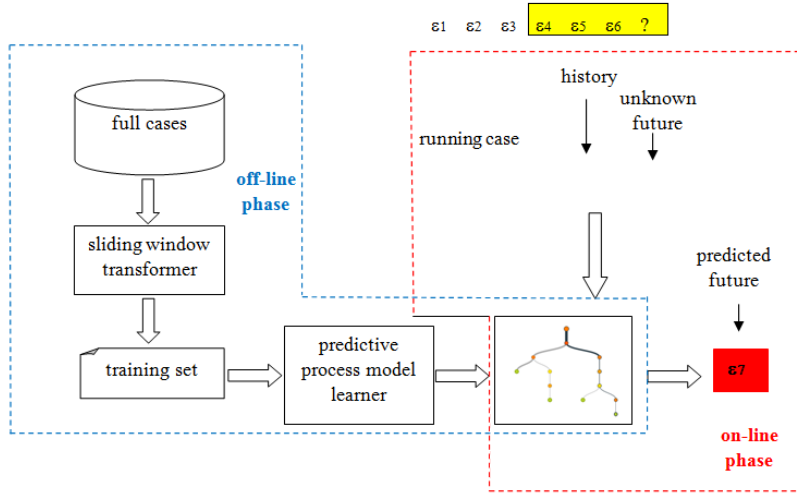 ε1 ε2 ε3 ε4 ε5 ε6 ?
history
unknown
future
running case
full cases
off-line
phase
sliding window
transformer
predicted
future
training set
predictive
process model
learner
ε7
on-line
phase